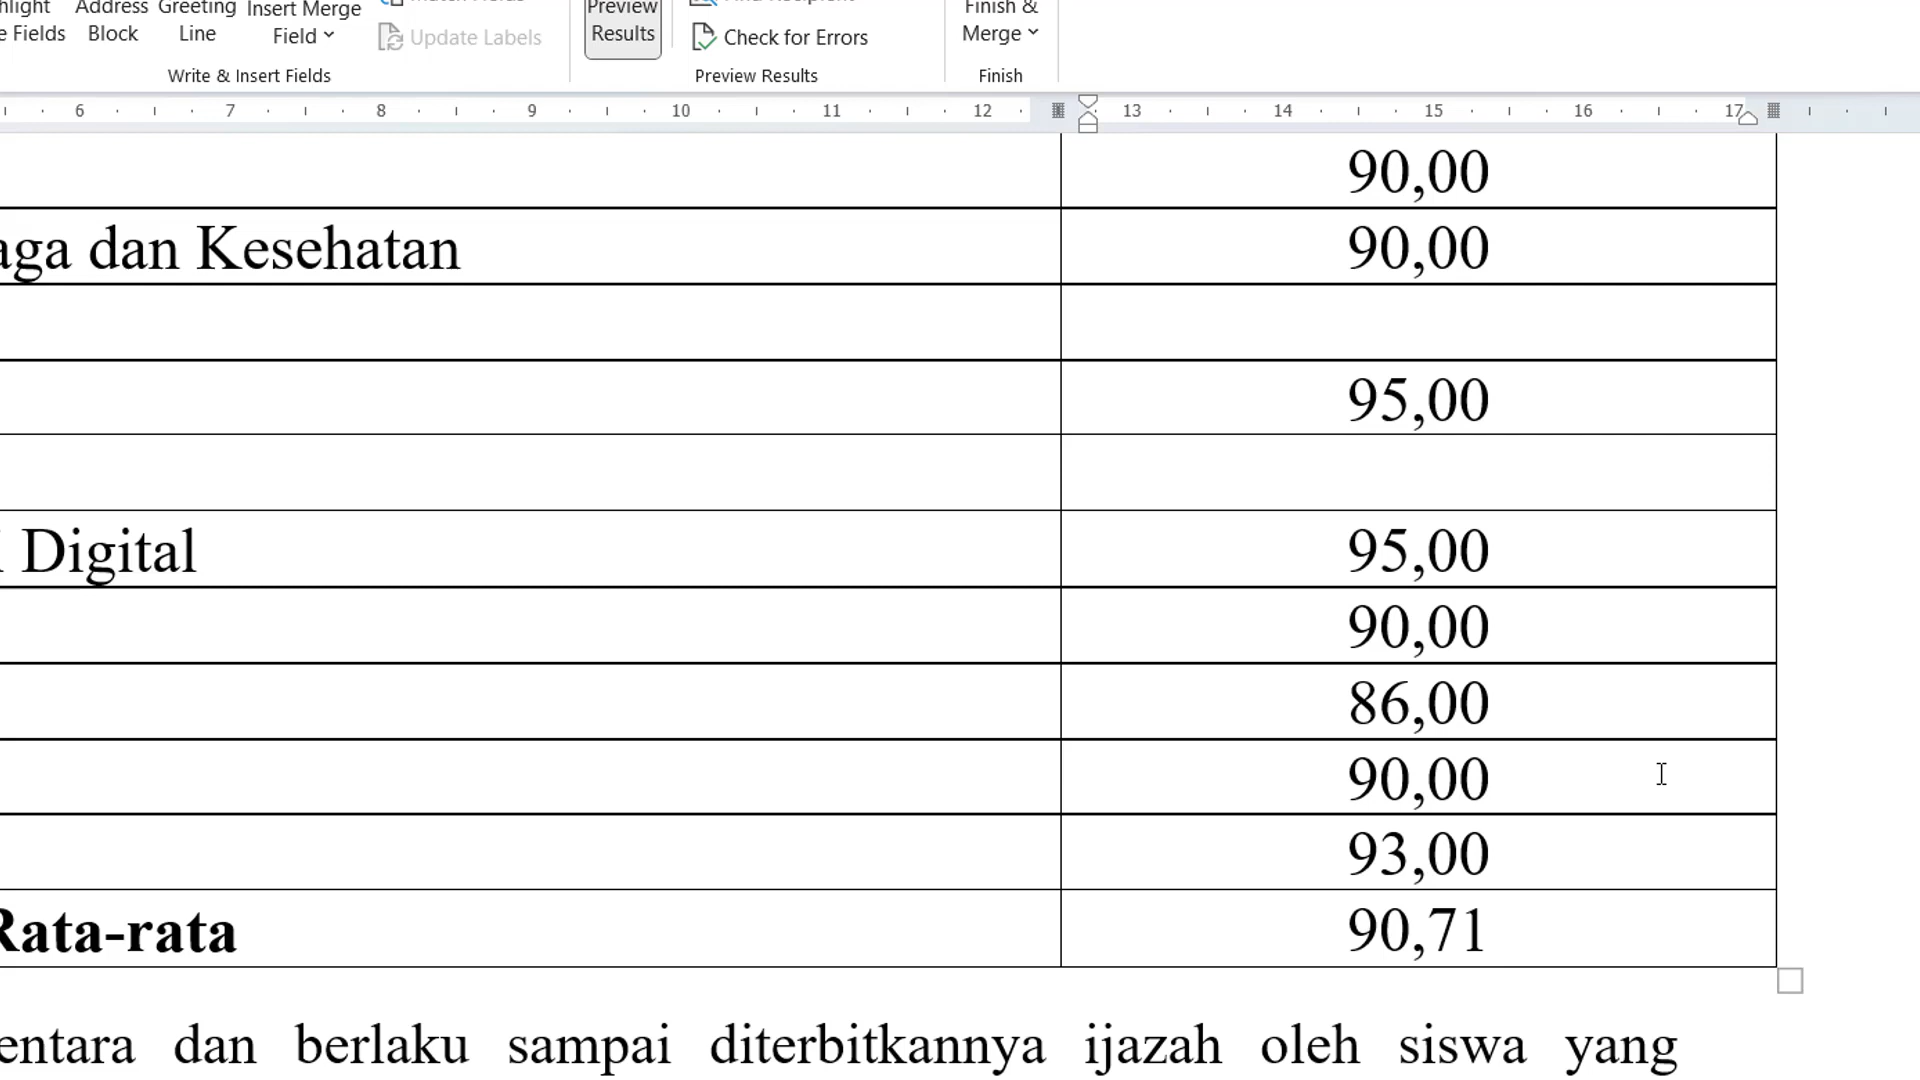 Address Greeting Insert Merge Preview Finish &
e Fields Block Line Field Update Labels Results Check for Errors Merge
Write & Insert Fields Preview Results Finish
6 7 8 9 10 11 12 13 14 15 16 17
90,00
aga dan Kesehatan 90,00
95,00
Digital 95,00
90,00
86,00
90,00
93,00
Rata-rata 90,71
entara dan berlaku sampai diterbitkannya ijazah oleh siswa yang